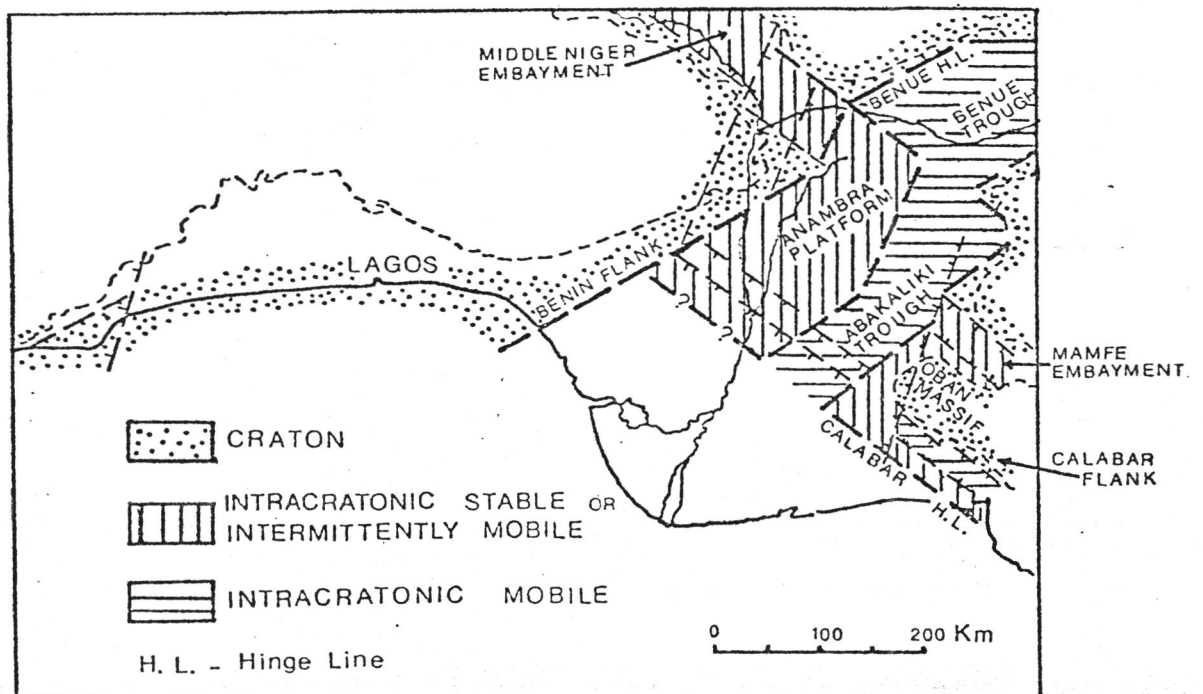 MIDDLE NIGER
EMBAYMENT
BENUE H.L.
BENUE
TROUGH
ANAMBRA
PLATFORM
LAGOS
BENIN FLANK
?
?
ABAKALIKI
TROUGH
MAMFE
EMBAYMENT
OBAN
MASSIF
CALABAR
FLANK
CALABAR H.L.
CRATON
INTRACRATONIC STABLE OR
INTERMITTENTLY MOBILE
INTRACRATONIC MOBILE
H. L. - Hinge Line
0 100 200 Km